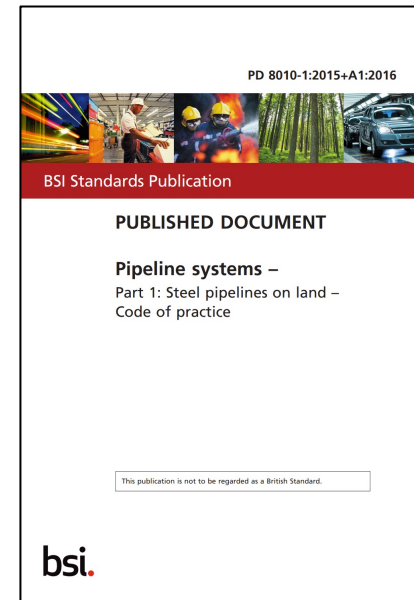 PD 8010-1:2015+A1:2016
BSI Standards Publication
PUBLISHED DOCUMENT
Pipeline systems –
Part 1: Steel pipelines on land –
Code of practice
This publication is not to be regarded as a British Standard.
bsi.